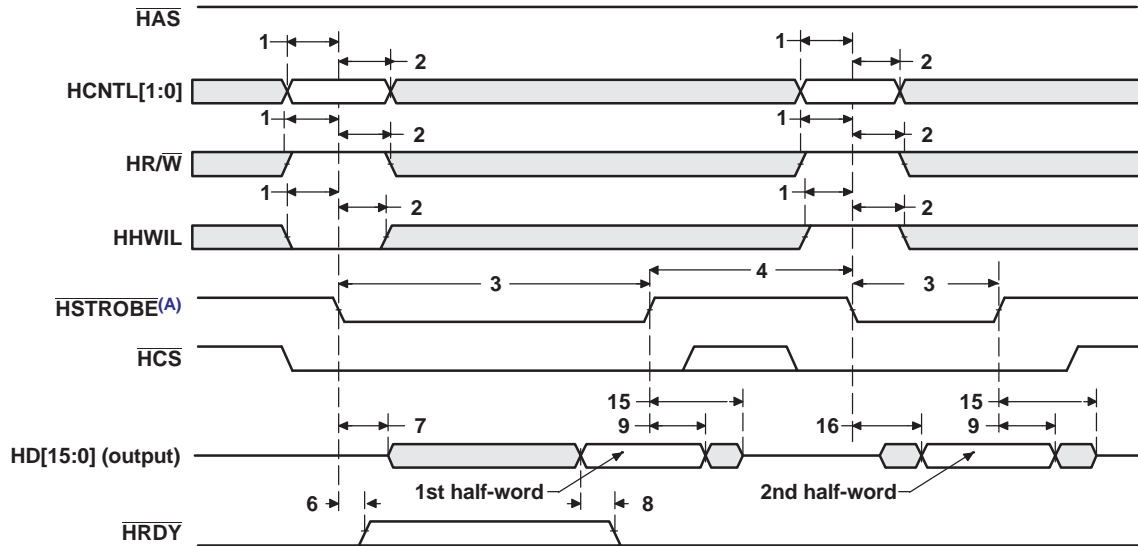 HAS
1 1
2 2
HCNTL[1:0]
1 1
2 2
HR/W
1 1
2 2
HHWIL
3 4 3
HSTROBE(A)
HCS
15 15
7 9 16 9
HD[15:0] (output)
1st half-word 2nd half-word
6 8
HRDY